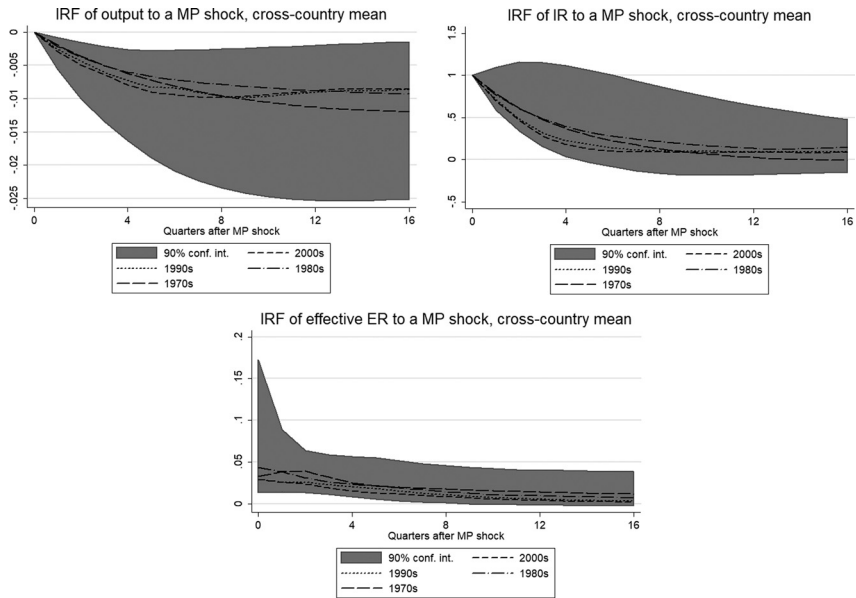 IRF of output to a MP shock, cross-country mean
0
-.005
-.01
-.015
-.02
-.025
0 4 8 12 16
Quarters after MP shock
90% conf. int. 2000s
1990s 1980s
1970s
IRF of IR to a MP shock, cross-country mean
1.5
1
.5
0
-.5
0 4 8 12 16
Quarters after MP shock
90% conf. int. 2000s
1990s 1980s
1970s
IRF of effective ER to a MP shock, cross-country mean
.2
.15
.1
.05
0
0 4 8 12 16
Quarters after MP shock
90% conf. int. 2000s
1990s 1980s
1970s